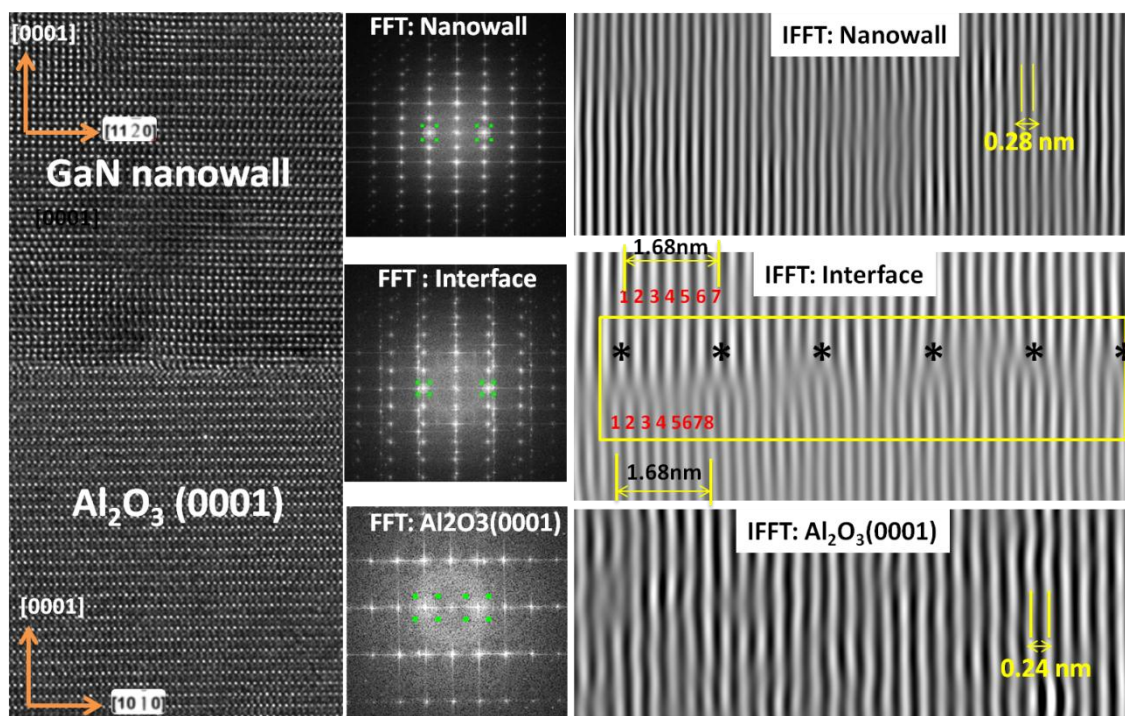 [0001]
[11 2̄ 0]
GaN nanowall
[0001]
Al₂O₃ (0001)
[0001]
[10 1̄ 0]
FFT: Nanowall
FFT : Interface
FFT: Al2O3(0001)
IFFT: Nanowall
0.28 nm
1.68nm
IFFT: Interface
1 2 3 4 5 6 7
* * * * * *
1 2 3 4 5678
1.68nm
IFFT: Al₂O₃(0001)
0.24 nm